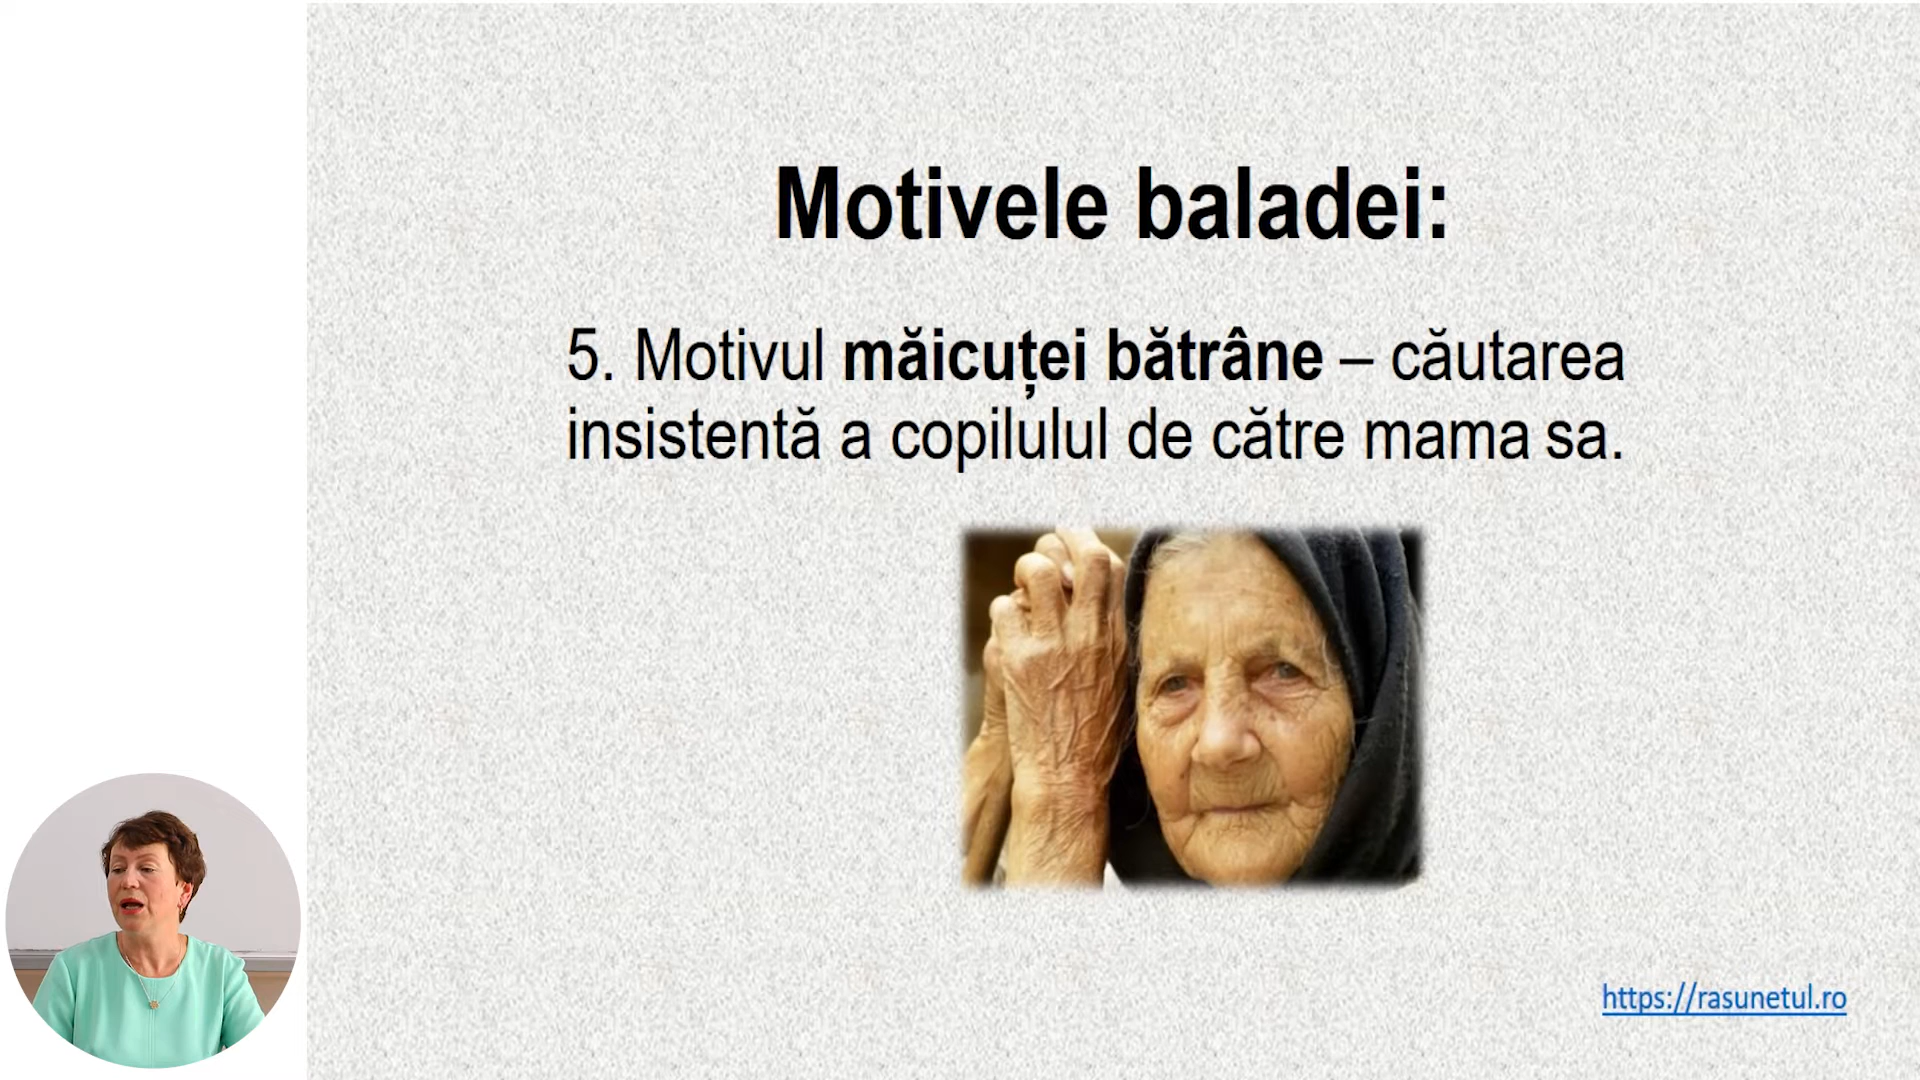 Motivele baladei:
5. Motivul măicuței bătrâne – căutarea
insistentă a copilulul de către mama sa.
https://rasunetul.ro